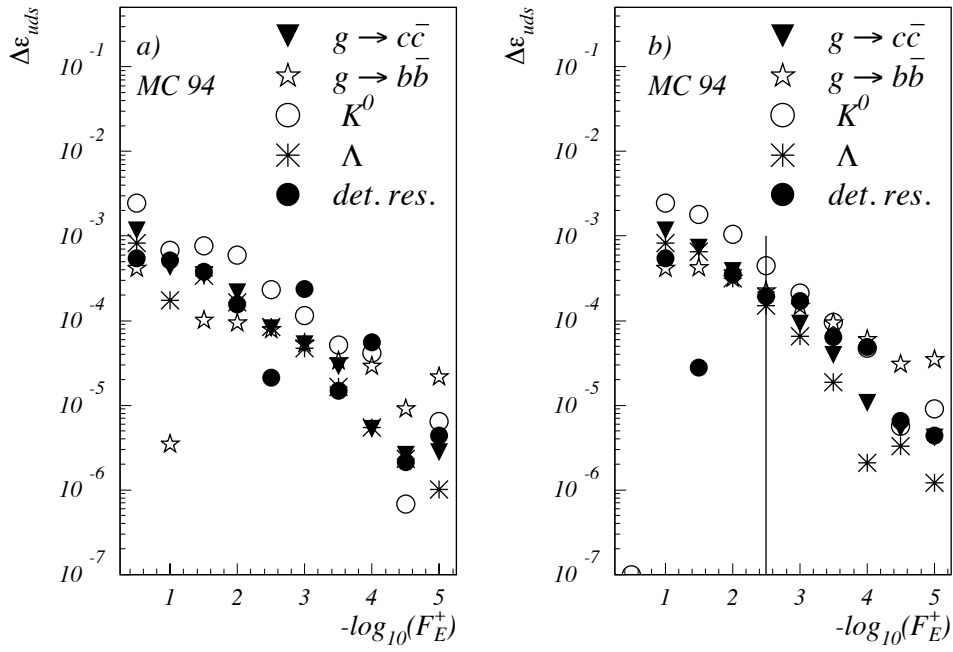 Δε_uds
a)
MC 94
g → cc̅
g → bb̅
K^0
Λ
det. res.
10^-1
10^-2
10^-3
10^-4
10^-5
10^-6
10^-7
1 2 3 4 5
-log_10(F_E^+)
Δε_uds
b)
MC 94
g → cc̅
g → bb̅
K^0
Λ
det. res.
10^-1
10^-2
10^-3
10^-4
10^-5
10^-6
10^-7
1 2 3 4 5
-log_10(F_E^+)